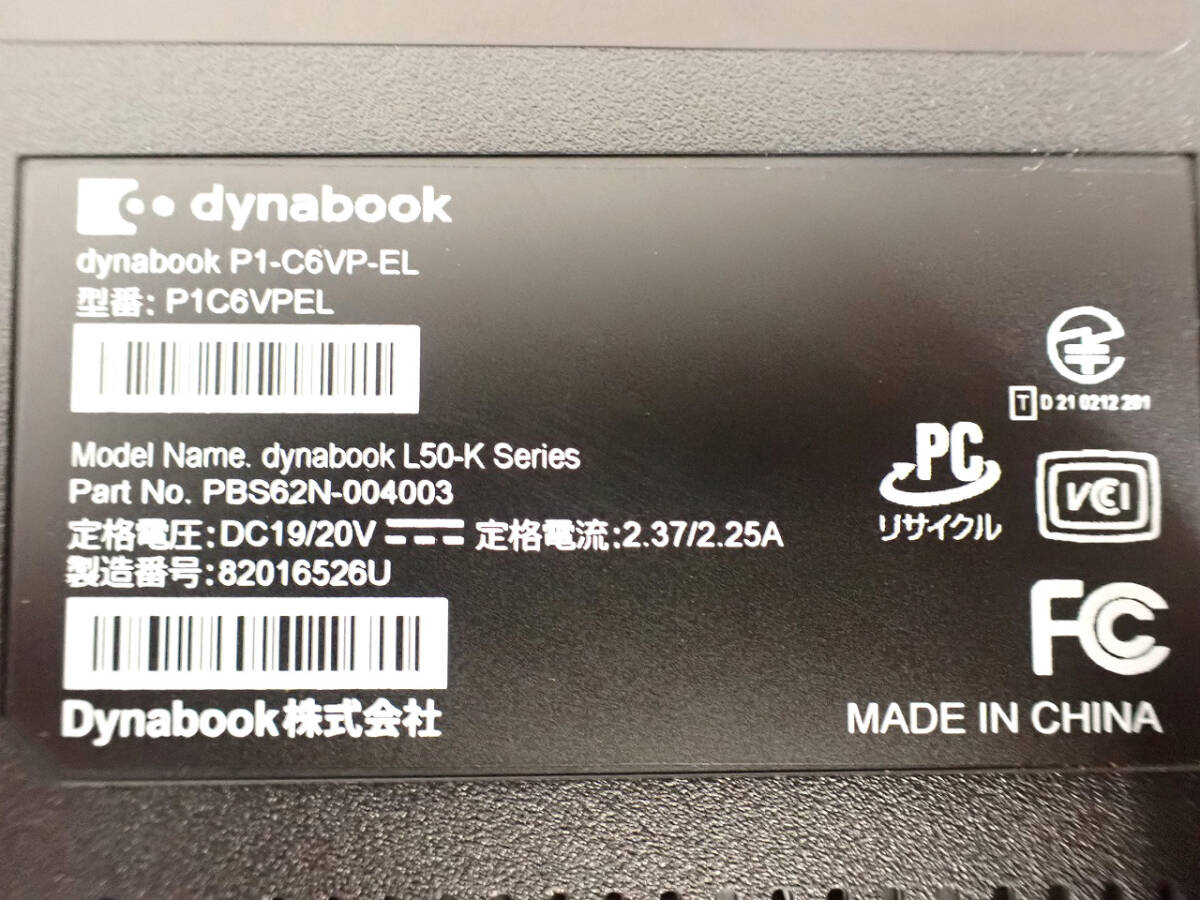 dynabook
dynabook P1-C6VP-EL
型番: P1C6VPEL
Model Name. dynabook L50-K Series
Part No. PBS62N-004003
定格電圧:DC19/20V 定格電流:2.37/2.25A
製造番号:82016526U
Dynabook株式会社
T D 21 0212 201
PC
リサイクル
VCCI
FC
MADE IN CHINA